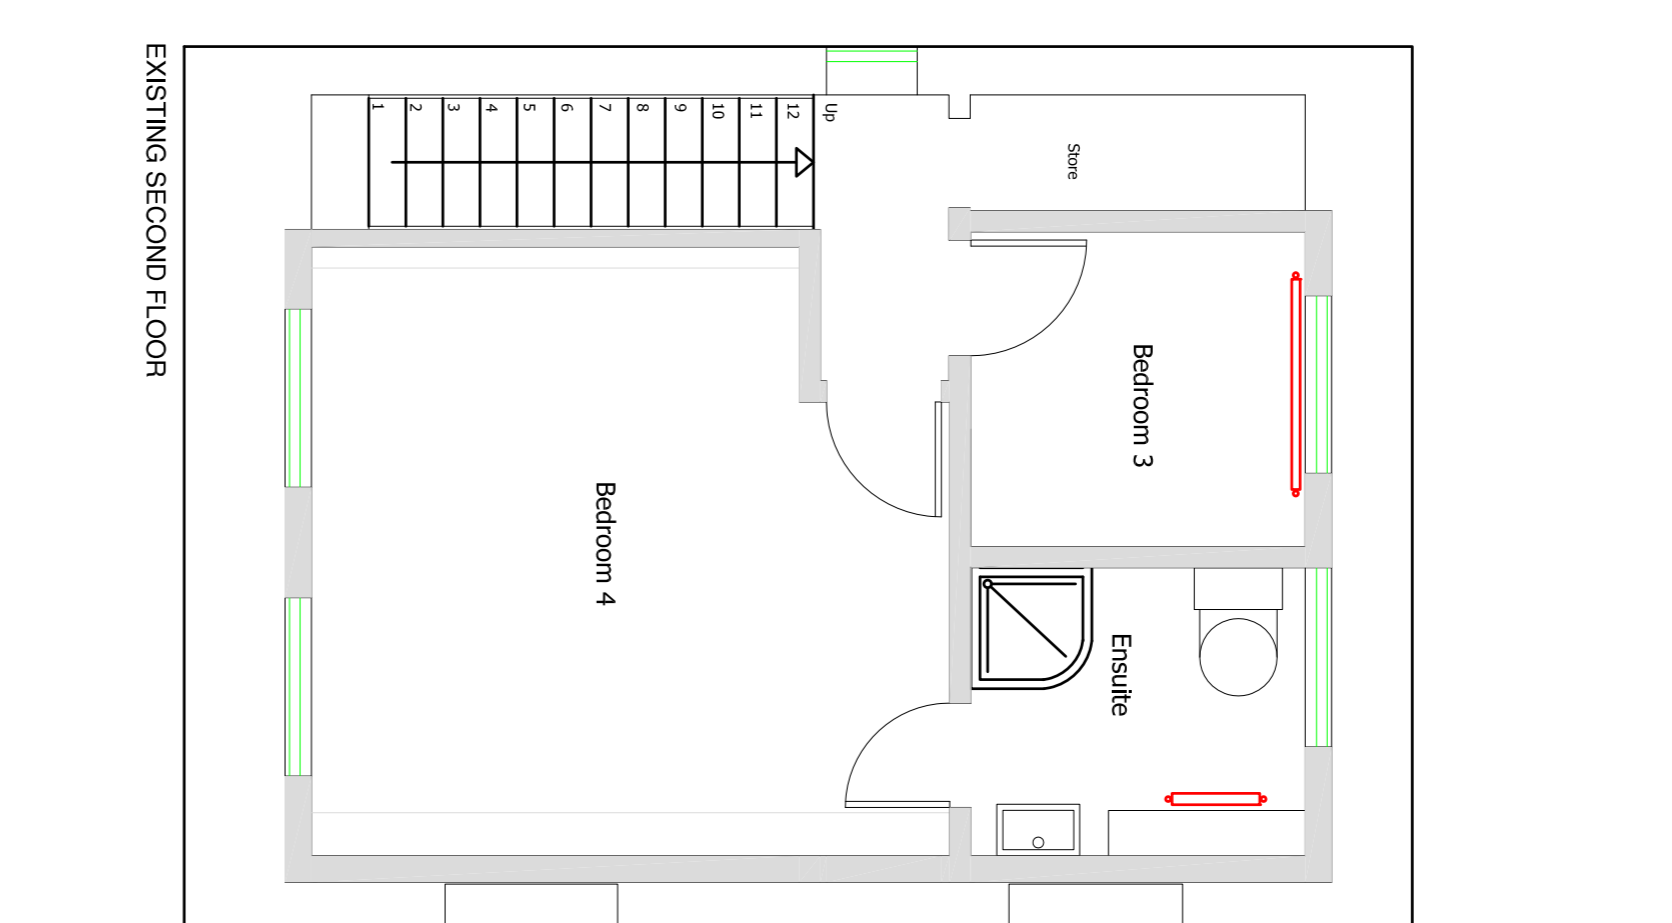 EXISTING SECOND FLOOR
1
2
3
4
5
6
7
8
9
10
11
12
Up
Store
Bedroom 3
Bedroom 4
Ensuite